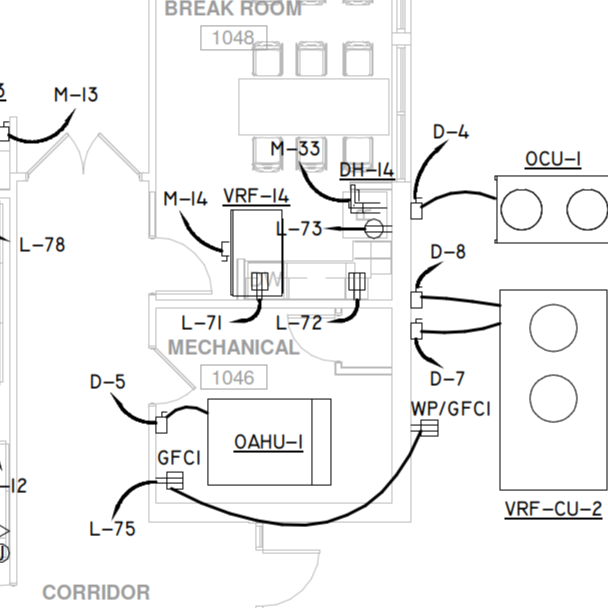 BREAK ROOM
1048
M-13
M-33
D-4
OCU-1
DH-14
M-14
VRF-14
L-73
L-78
D-8
DW
L-71
L-72
MECHANICAL
1046
D-5
D-7
WP/GFCI
OAHU-1
GFCI
-12
L-75
VRF-CU-2
CORRIDOR